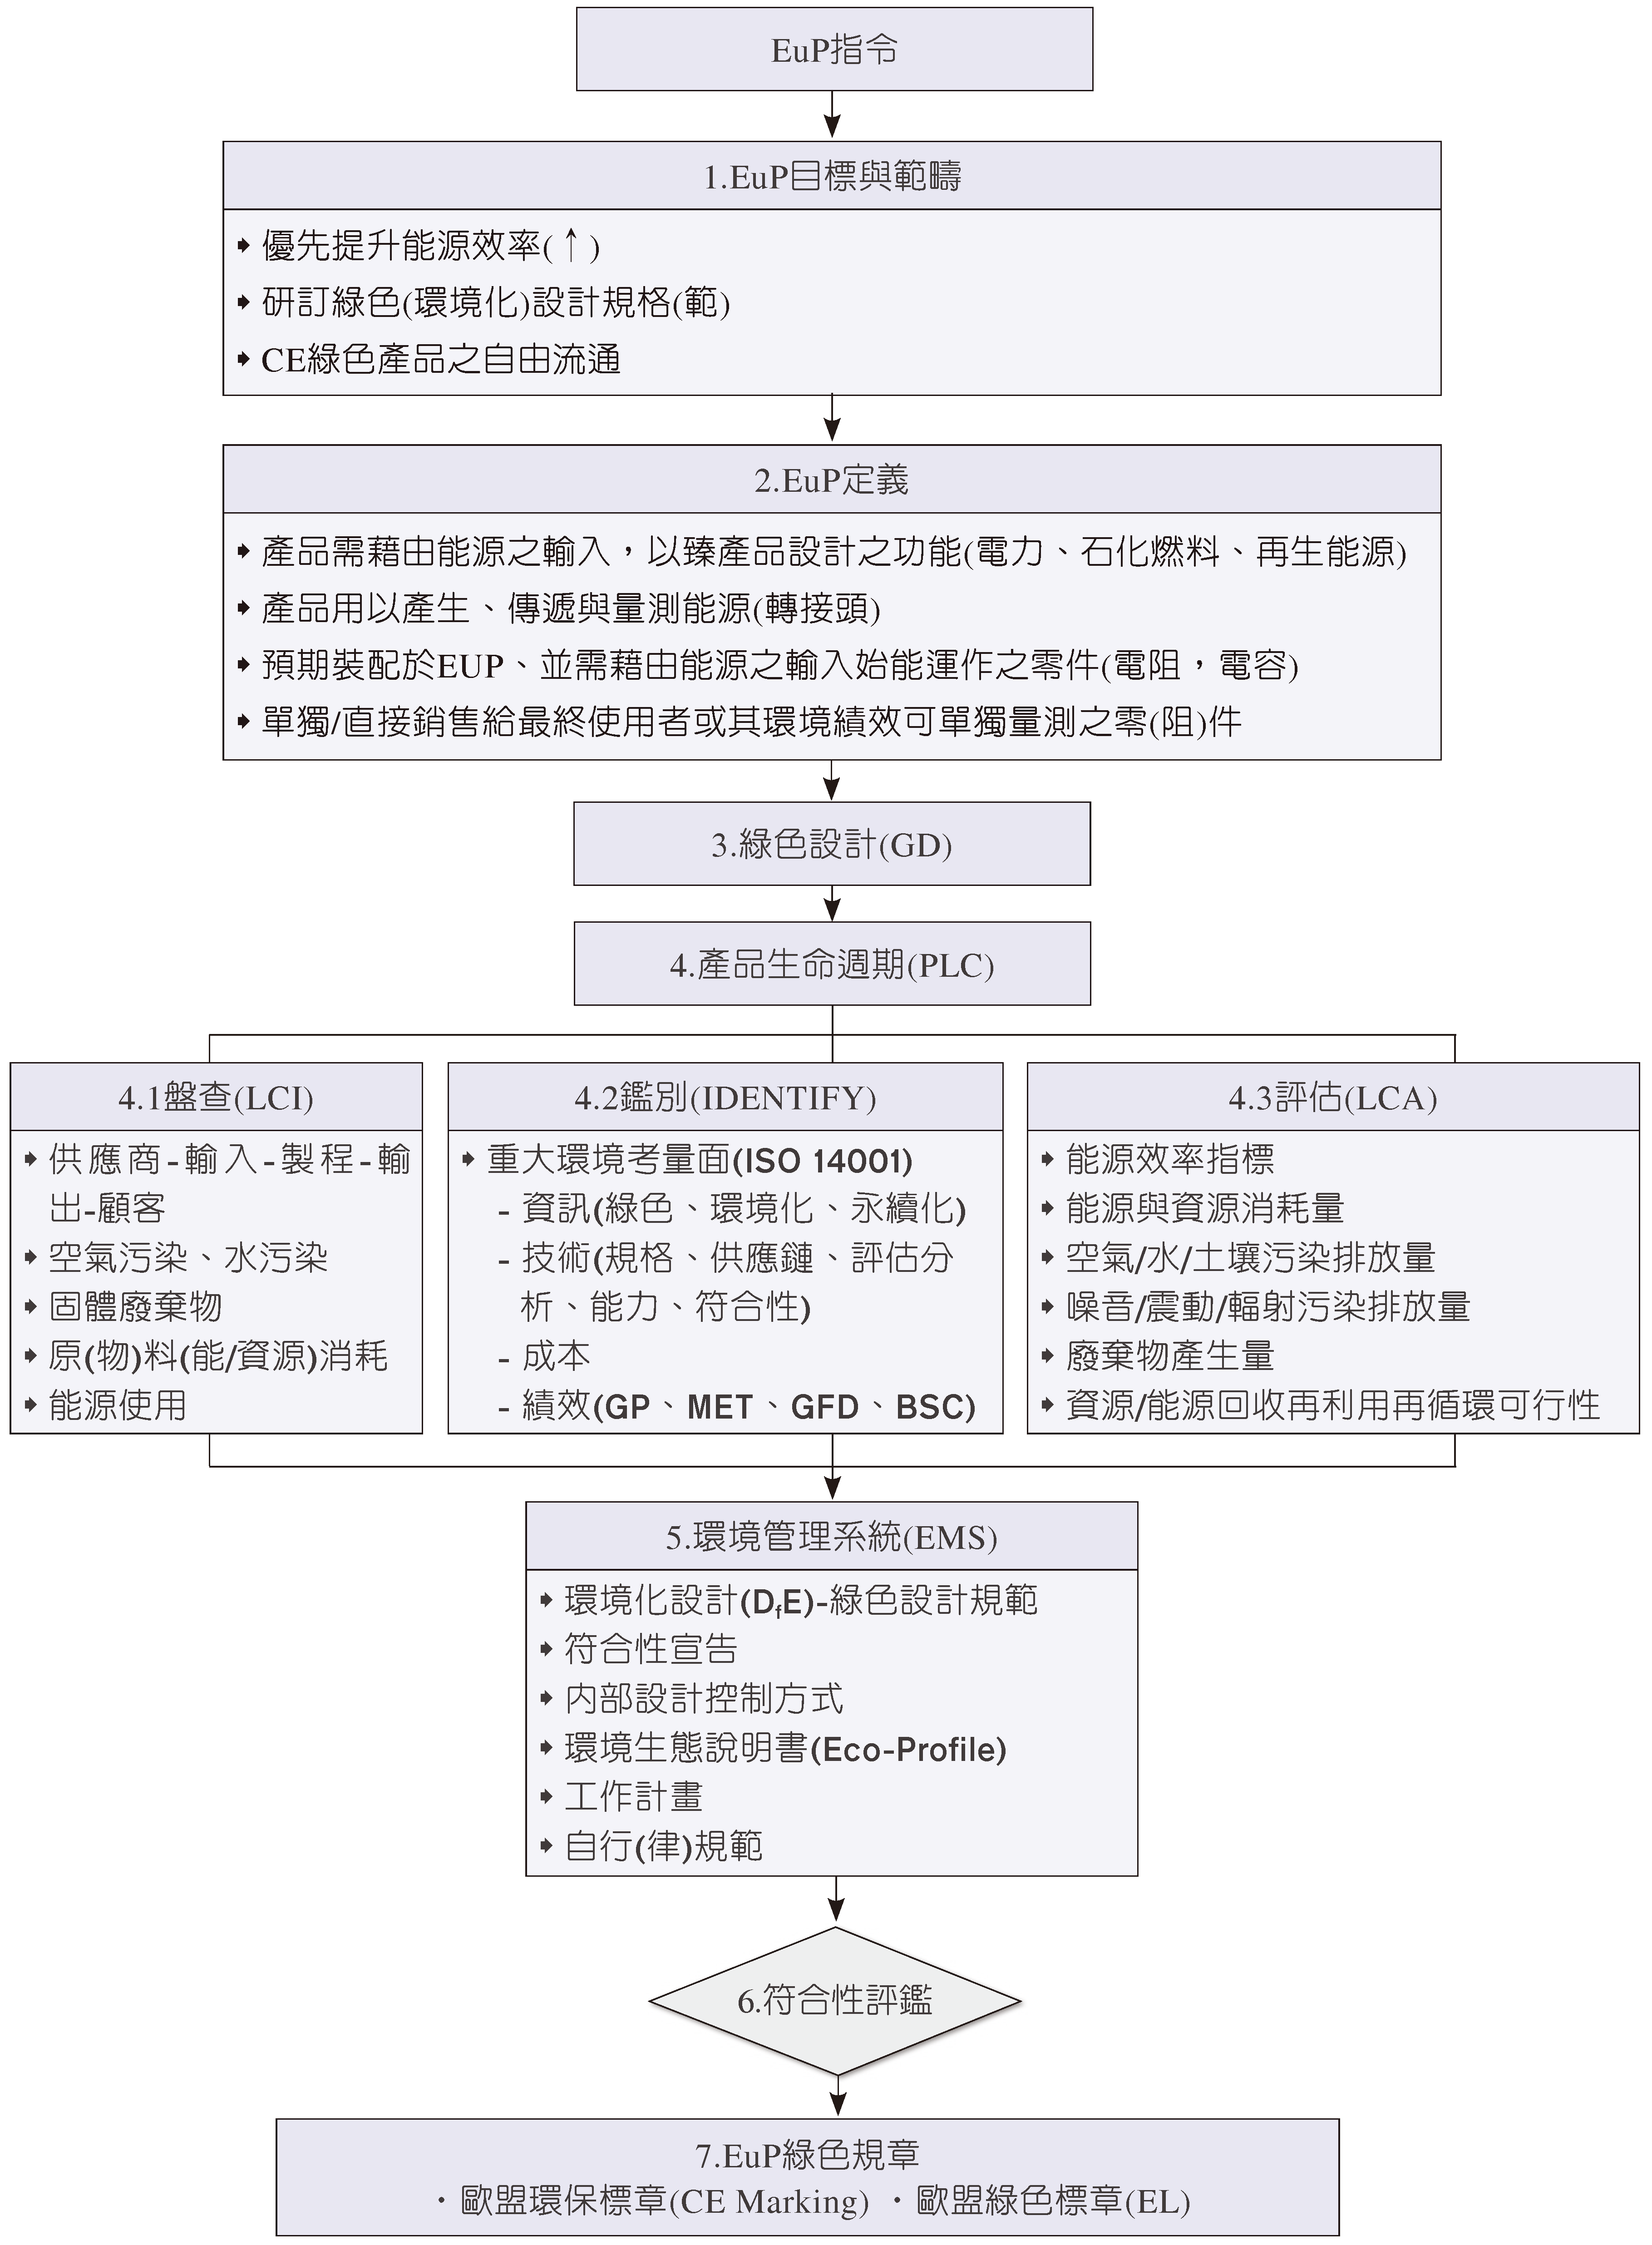 EuP指令
1.EuP目標與範疇
優先提升能源效率(↑)
研訂綠色(環境化)設計規格(範)
CE綠色產品之自由流通
2.EuP定義
產品需藉由能源之輸入，以臻產品設計之功能(電力、石化燃料、再生能源)
產品用以產生、傳遞與量測能源(轉接頭)
預期裝配於EUP、並需藉由能源之輸入始能運作之零件(電阻，電容)
單獨/直接銷售給最終使用者或其環境績效可單獨量測之零(阻)件
3.綠色設計(GD)
4.產品生命週期(PLC)
4.1盤查(LCI)
供應商-輸入-製程-輸
出-顧客
空氣污染、水污染
固體廢棄物
原(物)料(能/資源)消耗
能源使用
4.2鑑別(IDENTIFY)
重大環境考量面(ISO 14001)
- 資訊(綠色、環境化、永續化)
- 技術(規格、供應鏈、評估分
析、能力、符合性)
- 成本
- 績效(GP、MET、GFD、BSC)
4.3評估(LCA)
能源效率指標
能源與資源消耗量
空氣/水/土壤污染排放量
噪音/震動/輻射污染排放量
廢棄物產生量
資源/能源回收再利用再循環可行性
5.環境管理系統(EMS)
環境化設計(DfE)-綠色設計規範
符合性宣告
內部設計控制方式
環境生態說明書(Eco-Profile)
工作計畫
自行(律)規範
6.符合性評鑑
7.EuP綠色規章
・歐盟環保標章(CE Marking) ・歐盟綠色標章(EL)